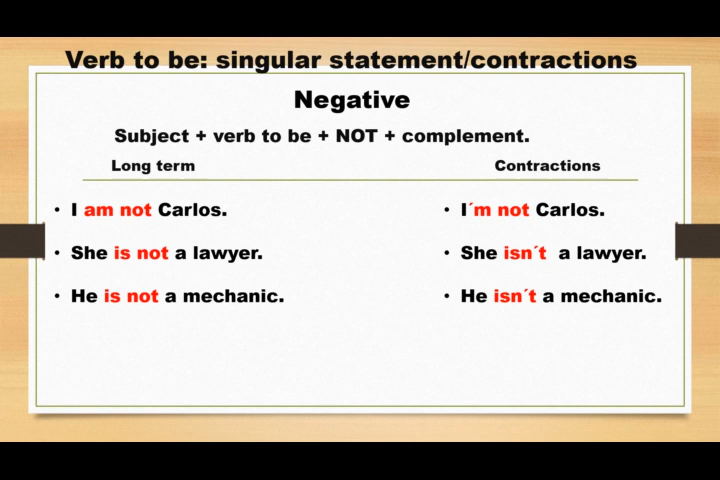 Verb to be: singular statement/contractions
Negative
Subject + verb to be + NOT + complement.
Long term
Contractions
• I am not Carlos.
• She is not a lawyer.
• He is not a mechanic.
• I´m not Carlos.
• She isn´t a lawyer.
• He isn´t a mechanic.